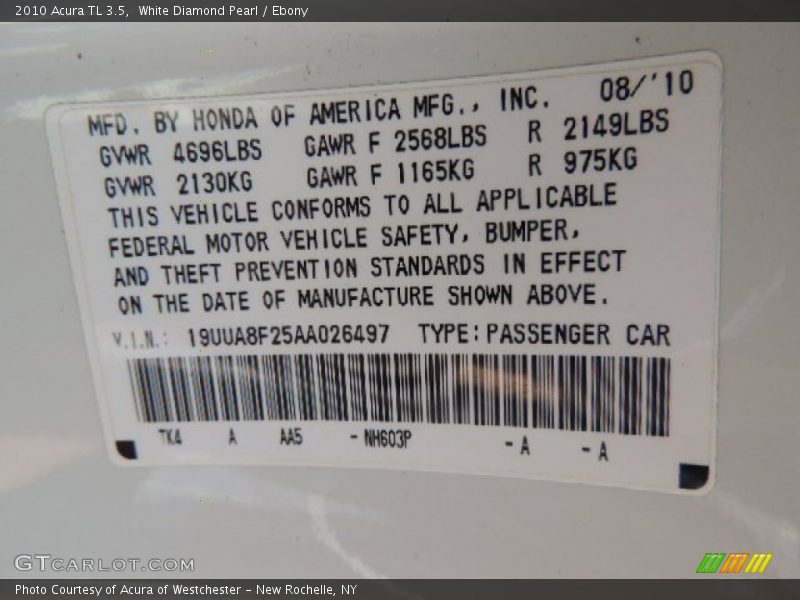 2010 Acura TL 3.5,  White Diamond Pearl / Ebony
08/'10
MFD. BY HONDA OF AMERICA MFG., INC.
GVWR 4696LBS GAWR F 2568LBS R 2149LBS
GVWR 2130KG GAWR F 1165KG R 975KG
THIS VEHICLE CONFORMS TO ALL APPLICABLE
FEDERAL MOTOR VEHICLE SAFETY, BUMPER,
AND THEFT PREVENTION STANDARDS IN EFFECT
ON THE DATE OF MANUFACTURE SHOWN ABOVE.
V.I.N.: 19UUA8F25AA026497 TYPE:PASSENGER CAR
TK4 A AA5 -NH603P -A -A
GTCARLOT.COM
Photo Courtesy of Acura of Westchester - New Rochelle, NY